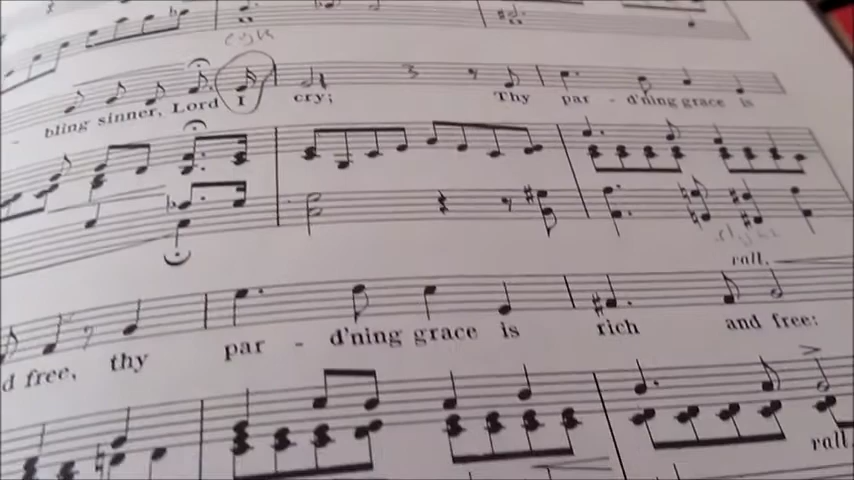 - bling sinner, Lord I cry; Thy par - d'ning grace is
rall.
d free, thy par - d'ning grace is rich and free:
rall.